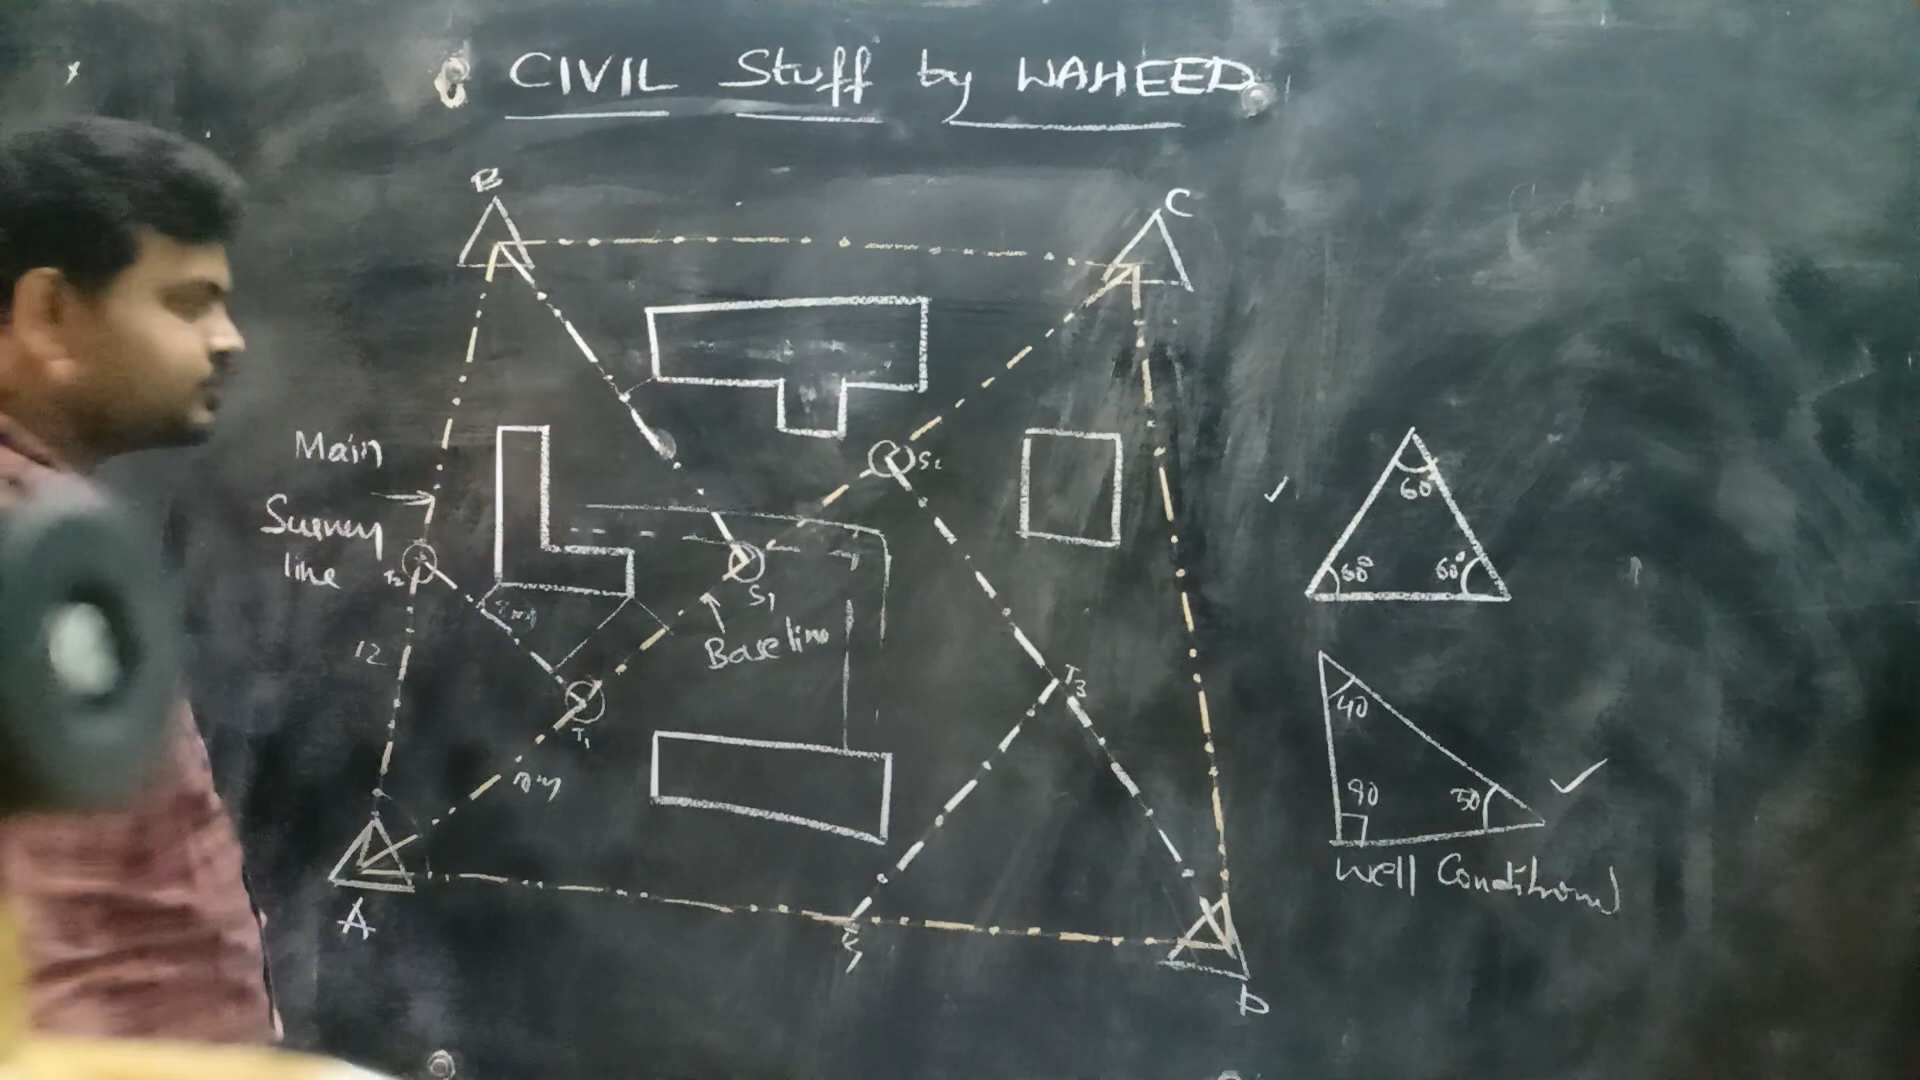 CIVIL Stuff by WAHEED
B
C
Main
Survey
line
S2
60°
60°
60°
T2
S1
Base line
12
T3
T1
40
90
50
Well Conditioned
A
D